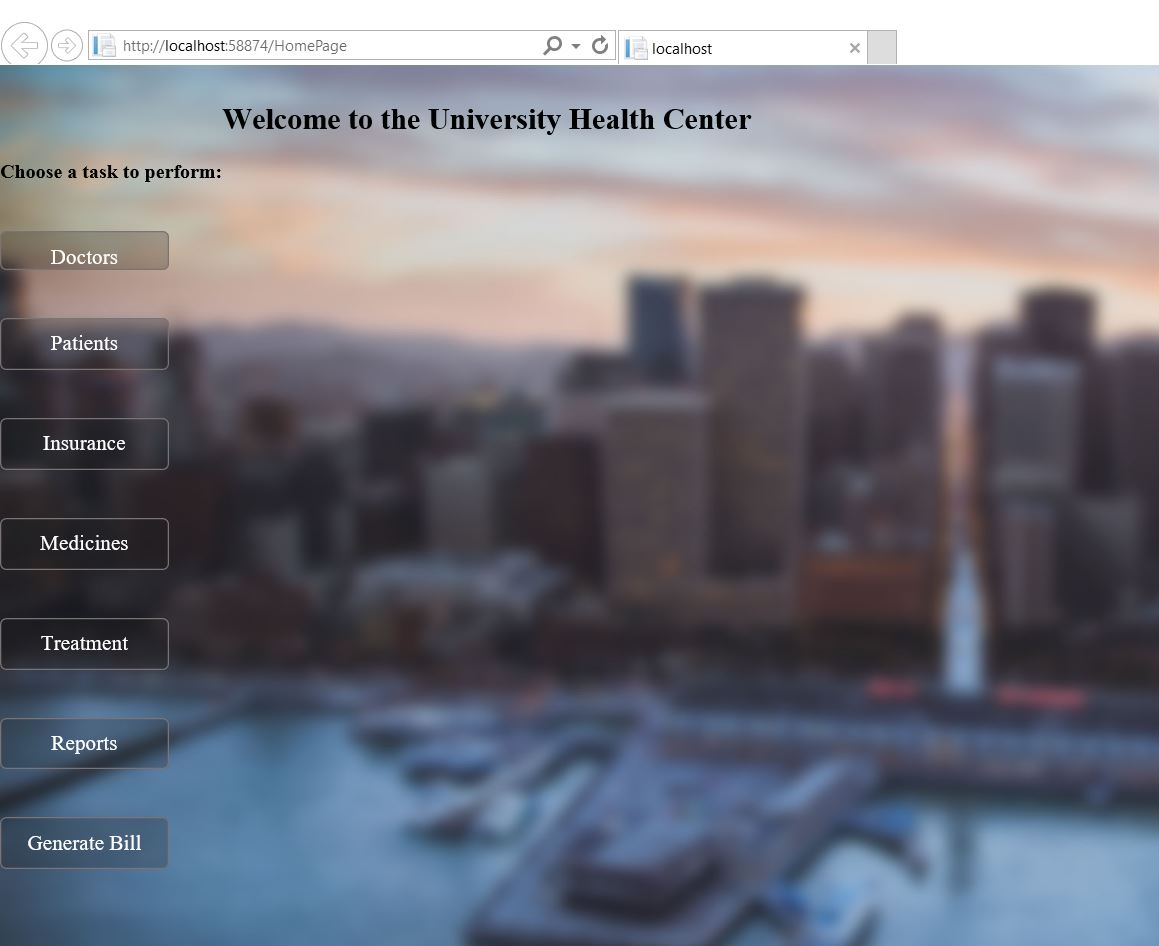 http://localhost:58874/HomePage
localhost
Welcome to the University Health Center
Choose a task to perform:
Doctors
Patients
Insurance
Medicines
Treatment
Reports
Generate Bill